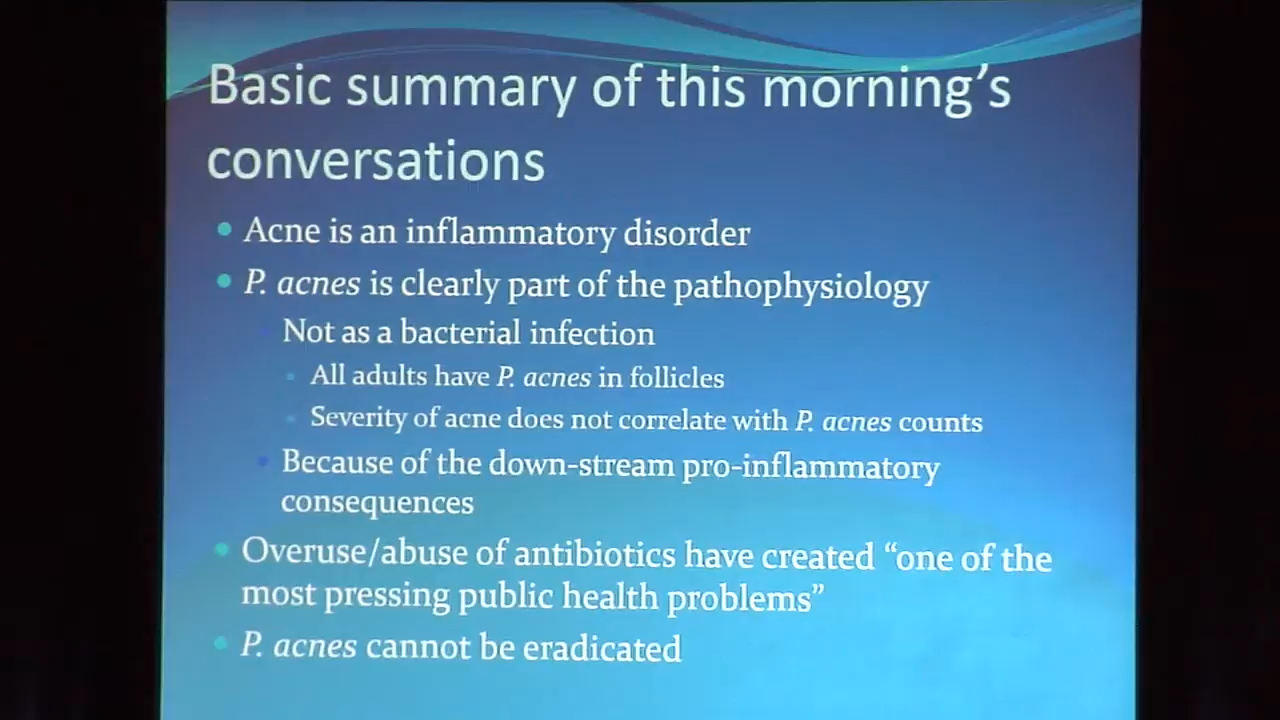 Basic summary of this morning's
conversations
Acne is an inflammatory disorder
P. acnes is clearly part of the pathophysiology
Not as a bacterial infection
All adults have P. acnes in follicles
Severity of acne does not correlate with P. acnes counts
Because of the down-stream pro-inflammatory
consequences
Overuse/abuse of antibiotics have created “one of the
most pressing public health problems”
P. acnes cannot be eradicated